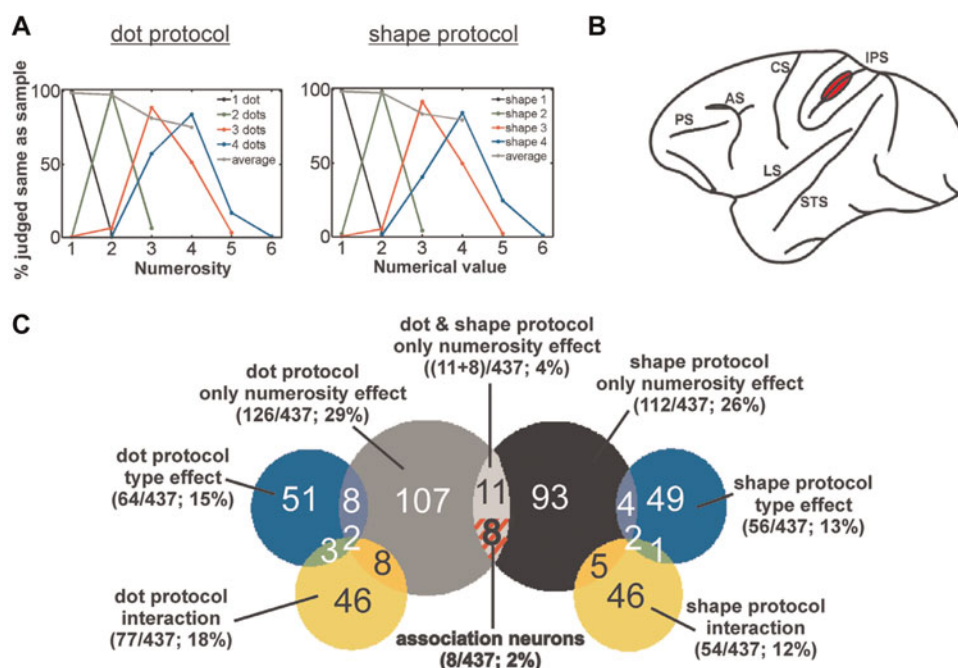 A
dot protocol
shape protocol
B
% judged same as sample
100
50
0
1 dot
2 dots
3 dots
4 dots
average
1 2 3 4 5 6
Numerosity
100
50
0
shape 1
shape 2
shape 3
shape 4
average
1 2 3 4 5 6
Numerical value
CS
IPS
AS
PS
LS
STS
C
dot & shape protocol
only numerosity effect
((11+8)/437; 4%)
dot protocol
only numerosity effect
(126/437; 29%)
shape protocol
only numerosity effect
(112/437; 26%)
dot protocol
type effect
(64/437; 15%)
shape protocol
type effect
(56/437; 13%)
51
8
107
11
93
4
49
8
3
2
8
5
2
1
46
46
dot protocol
interaction
(77/437; 18%)
association neurons
(8/437; 2%)
shape protocol
interaction
(54/437; 12%)